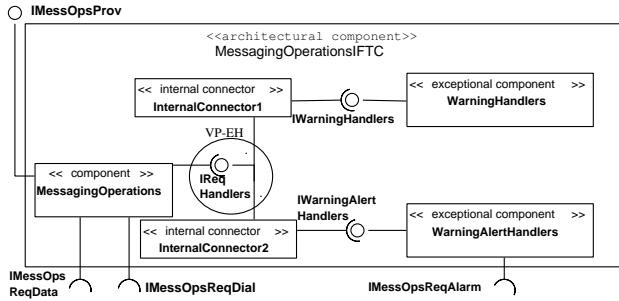 IMessOpsProv
<<architectural component>>
MessagingOperationsIFTC
<< internal connector >>
InternalConnector1
<< exceptional component >>
WarningHandlers
IWarningHandlers
VP-EH
<< component >>
MessagingOperations
IReq
Handlers
IWarningAlert
Handlers
<< internal connector >>
InternalConnector2
<< exceptional component >>
WarningAlertHandlers
IMessOps
ReqData
IMessOpsReqDial
IMessOpsReqAlarm